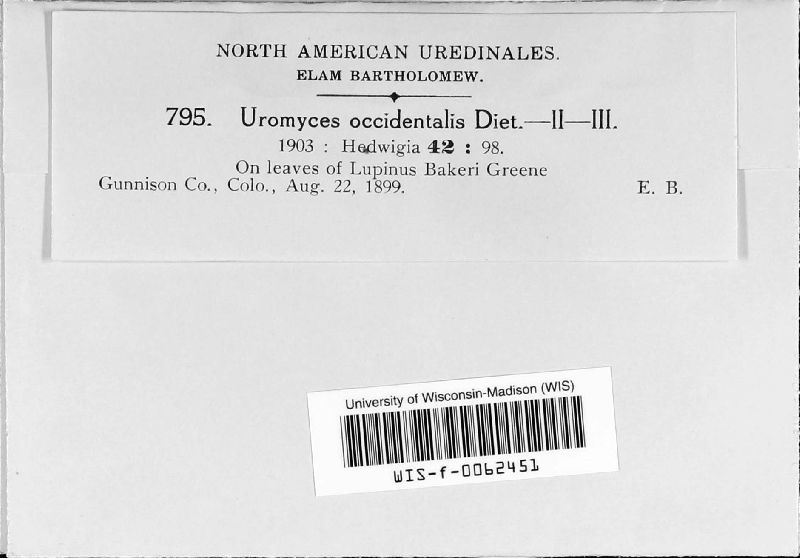 NORTH AMERICAN UREDINALES.
ELAM BARTHOLOMEW.
795. Uromyces occidentalis Diet.—II—III.
1903 : Hedwigia 42 : 98.
On leaves of Lupinus Bakeri Greene
Gunnison Co., Colo., Aug. 22, 1899. E. B.
University of Wisconsin-Madison (WIS)
WIS-f-0062451